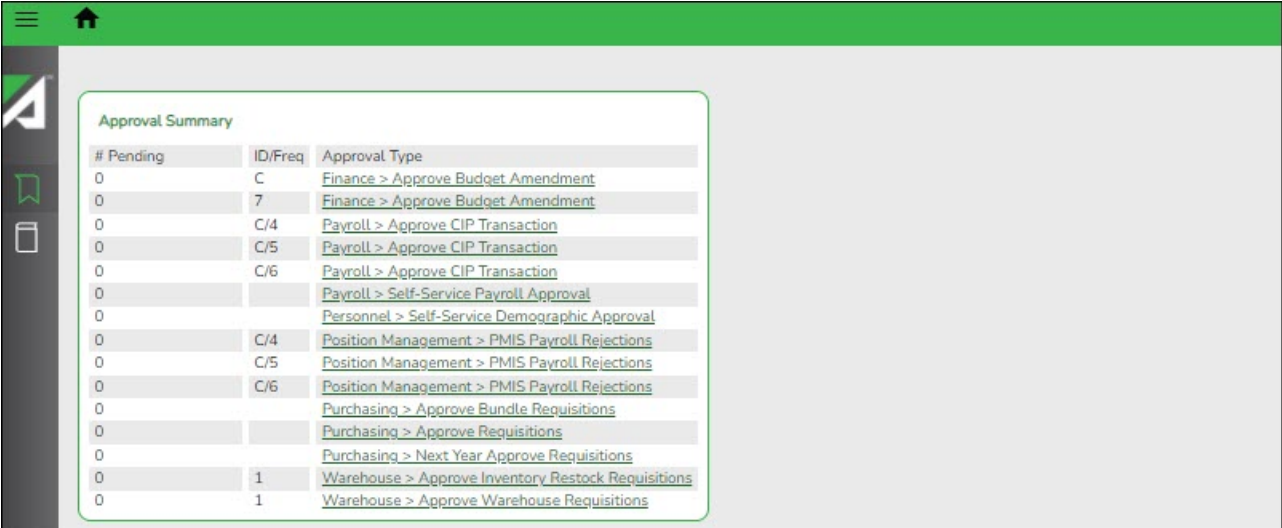 Approval Summary
# Pending ID/Freq Approval Type
0 C Finance > Approve Budget Amendment
0 7 Finance > Approve Budget Amendment
0 C/4 Payroll > Approve CIP Transaction
0 C/5 Payroll > Approve CIP Transaction
0 C/6 Payroll > Approve CIP Transaction
0 Payroll > Self-Service Payroll Approval
0 Personnel > Self-Service Demographic Approval
0 C/4 Position Management > PMIS Payroll Rejections
0 C/5 Position Management > PMIS Payroll Rejections
0 C/6 Position Management > PMIS Payroll Rejections
0 Purchasing > Approve Bundle Requisitions
0 Purchasing > Approve Requisitions
0 Purchasing > Next Year Approve Requisitions
0 1 Warehouse > Approve Inventory Restock Requisitions
0 1 Warehouse > Approve Warehouse Requisitions